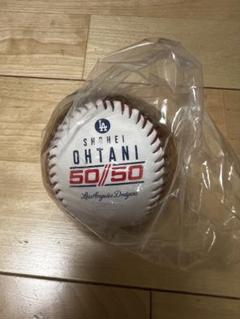 LA
SHOHEI
OHTANI
50//50
Los Angeles Dodgers